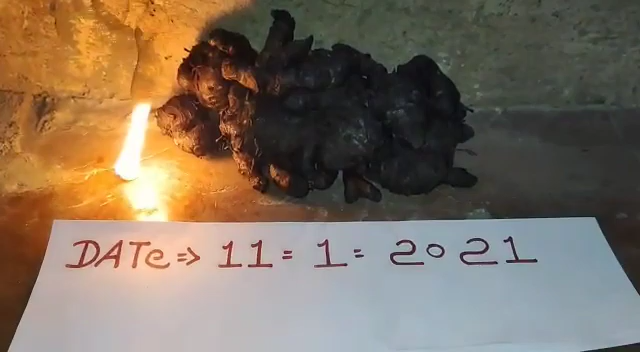 DATe => 11 = 1 = 2021